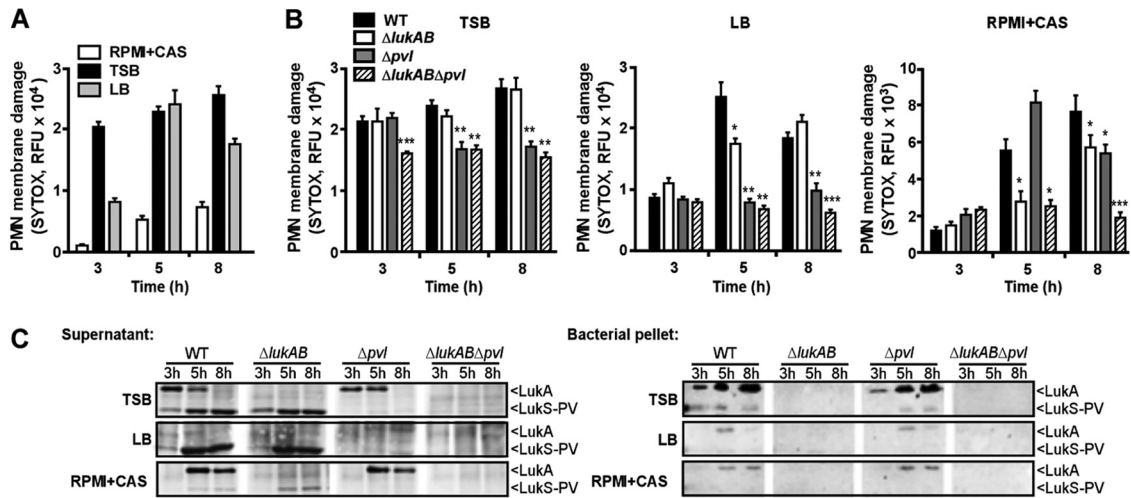 A
RPMI+CAS
TSB
LB
PMN membrane damage
(SYTOX, RFU x 10⁴)
3
2
1
0
3 5 8
Time (h)
B
WT
ΔlukAB
Δpvl
ΔlukABΔpvl
TSB
PMN membrane damage
(SYTOX, RFU x 10⁴)
3
2
1
0
***
** **
** **
3 5 8
Time (h)
LB
PMN membrane damage
(SYTOX, RFU x 10⁴)
3
2
1
0
*
** **
** ***
3 5 8
Time (h)
RPMI+CAS
PMN membrane damage
(SYTOX, RFU x 10³)
10
8
6
4
2
0
* *
* * ***
3 5 8
Time (h)
C
Supernatant:
WT ΔlukAB Δpvl ΔlukABΔpvl
3h 5h 8h 3h 5h 8h 3h 5h 8h 3h 5h 8h
TSB
<LukA
<LukS-PV
LB
<LukA
<LukS-PV
RPMI+CAS
<LukA
<LukS-PV
Bacterial pellet:
WT ΔlukAB Δpvl ΔlukABΔpvl
3h 5h 8h 3h 5h 8h 3h 5h 8h 3h 5h 8h
TSB
<LukA
<LukS-PV
LB
<LukA
<LukS-PV
RPMI+CAS
<LukA
<LukS-PV